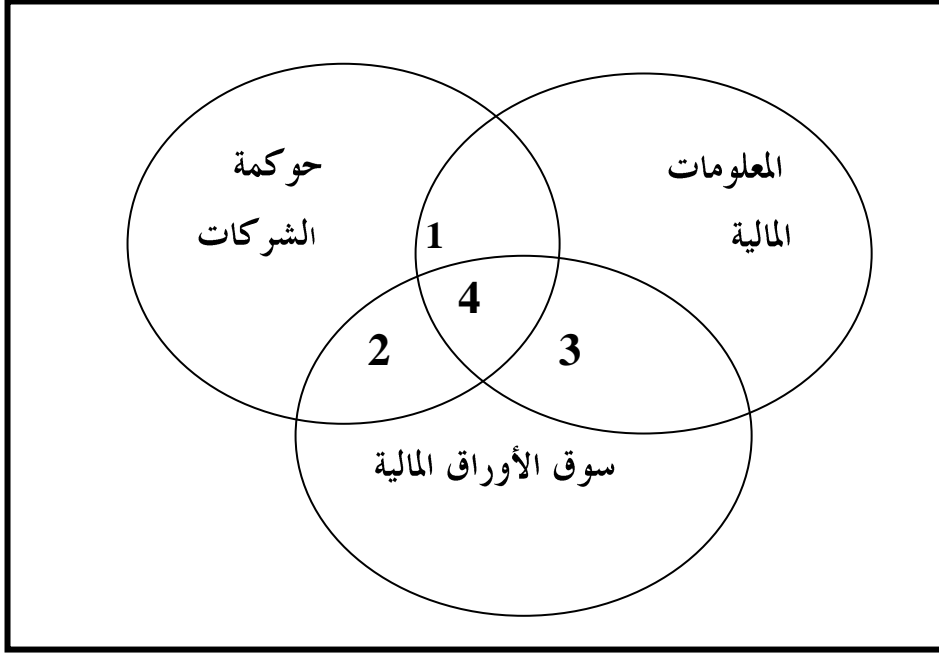 المعلومات
المالية
حوكمة
الشركات
1
4
2
3
سوق الأوراق المالية